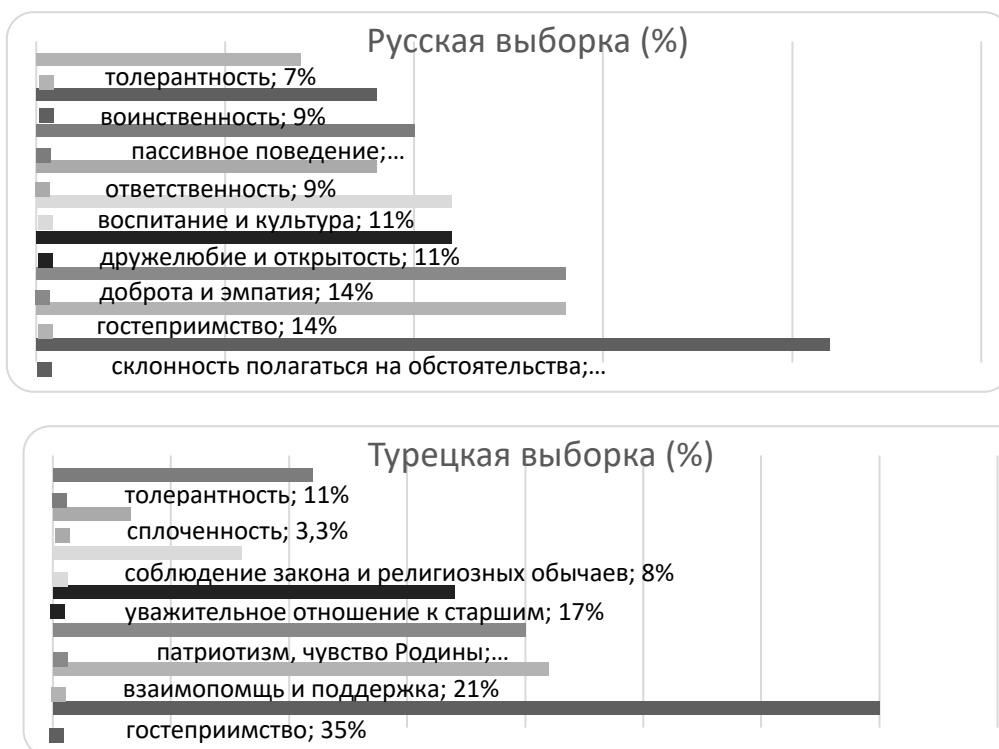 Русская выборка (%)
толерантность; 7%
воинственность; 9%
пассивное поведение;...
ответственность; 9%
воспитание и культура; 11%
дружелюбие и открытость; 11%
доброта и эмпатия; 14%
гостеприимство; 14%
склонность полагаться на обстоятельства;...
Турецкая выборка (%)
толерантность; 11%
сплоченность; 3,3%
соблюдение закона и религиозных обычаев; 8%
уважительное отношение к старшим; 17%
патриотизм, чувство Родины;...
взаимопомщь и поддержка; 21%
гостеприимство; 35%